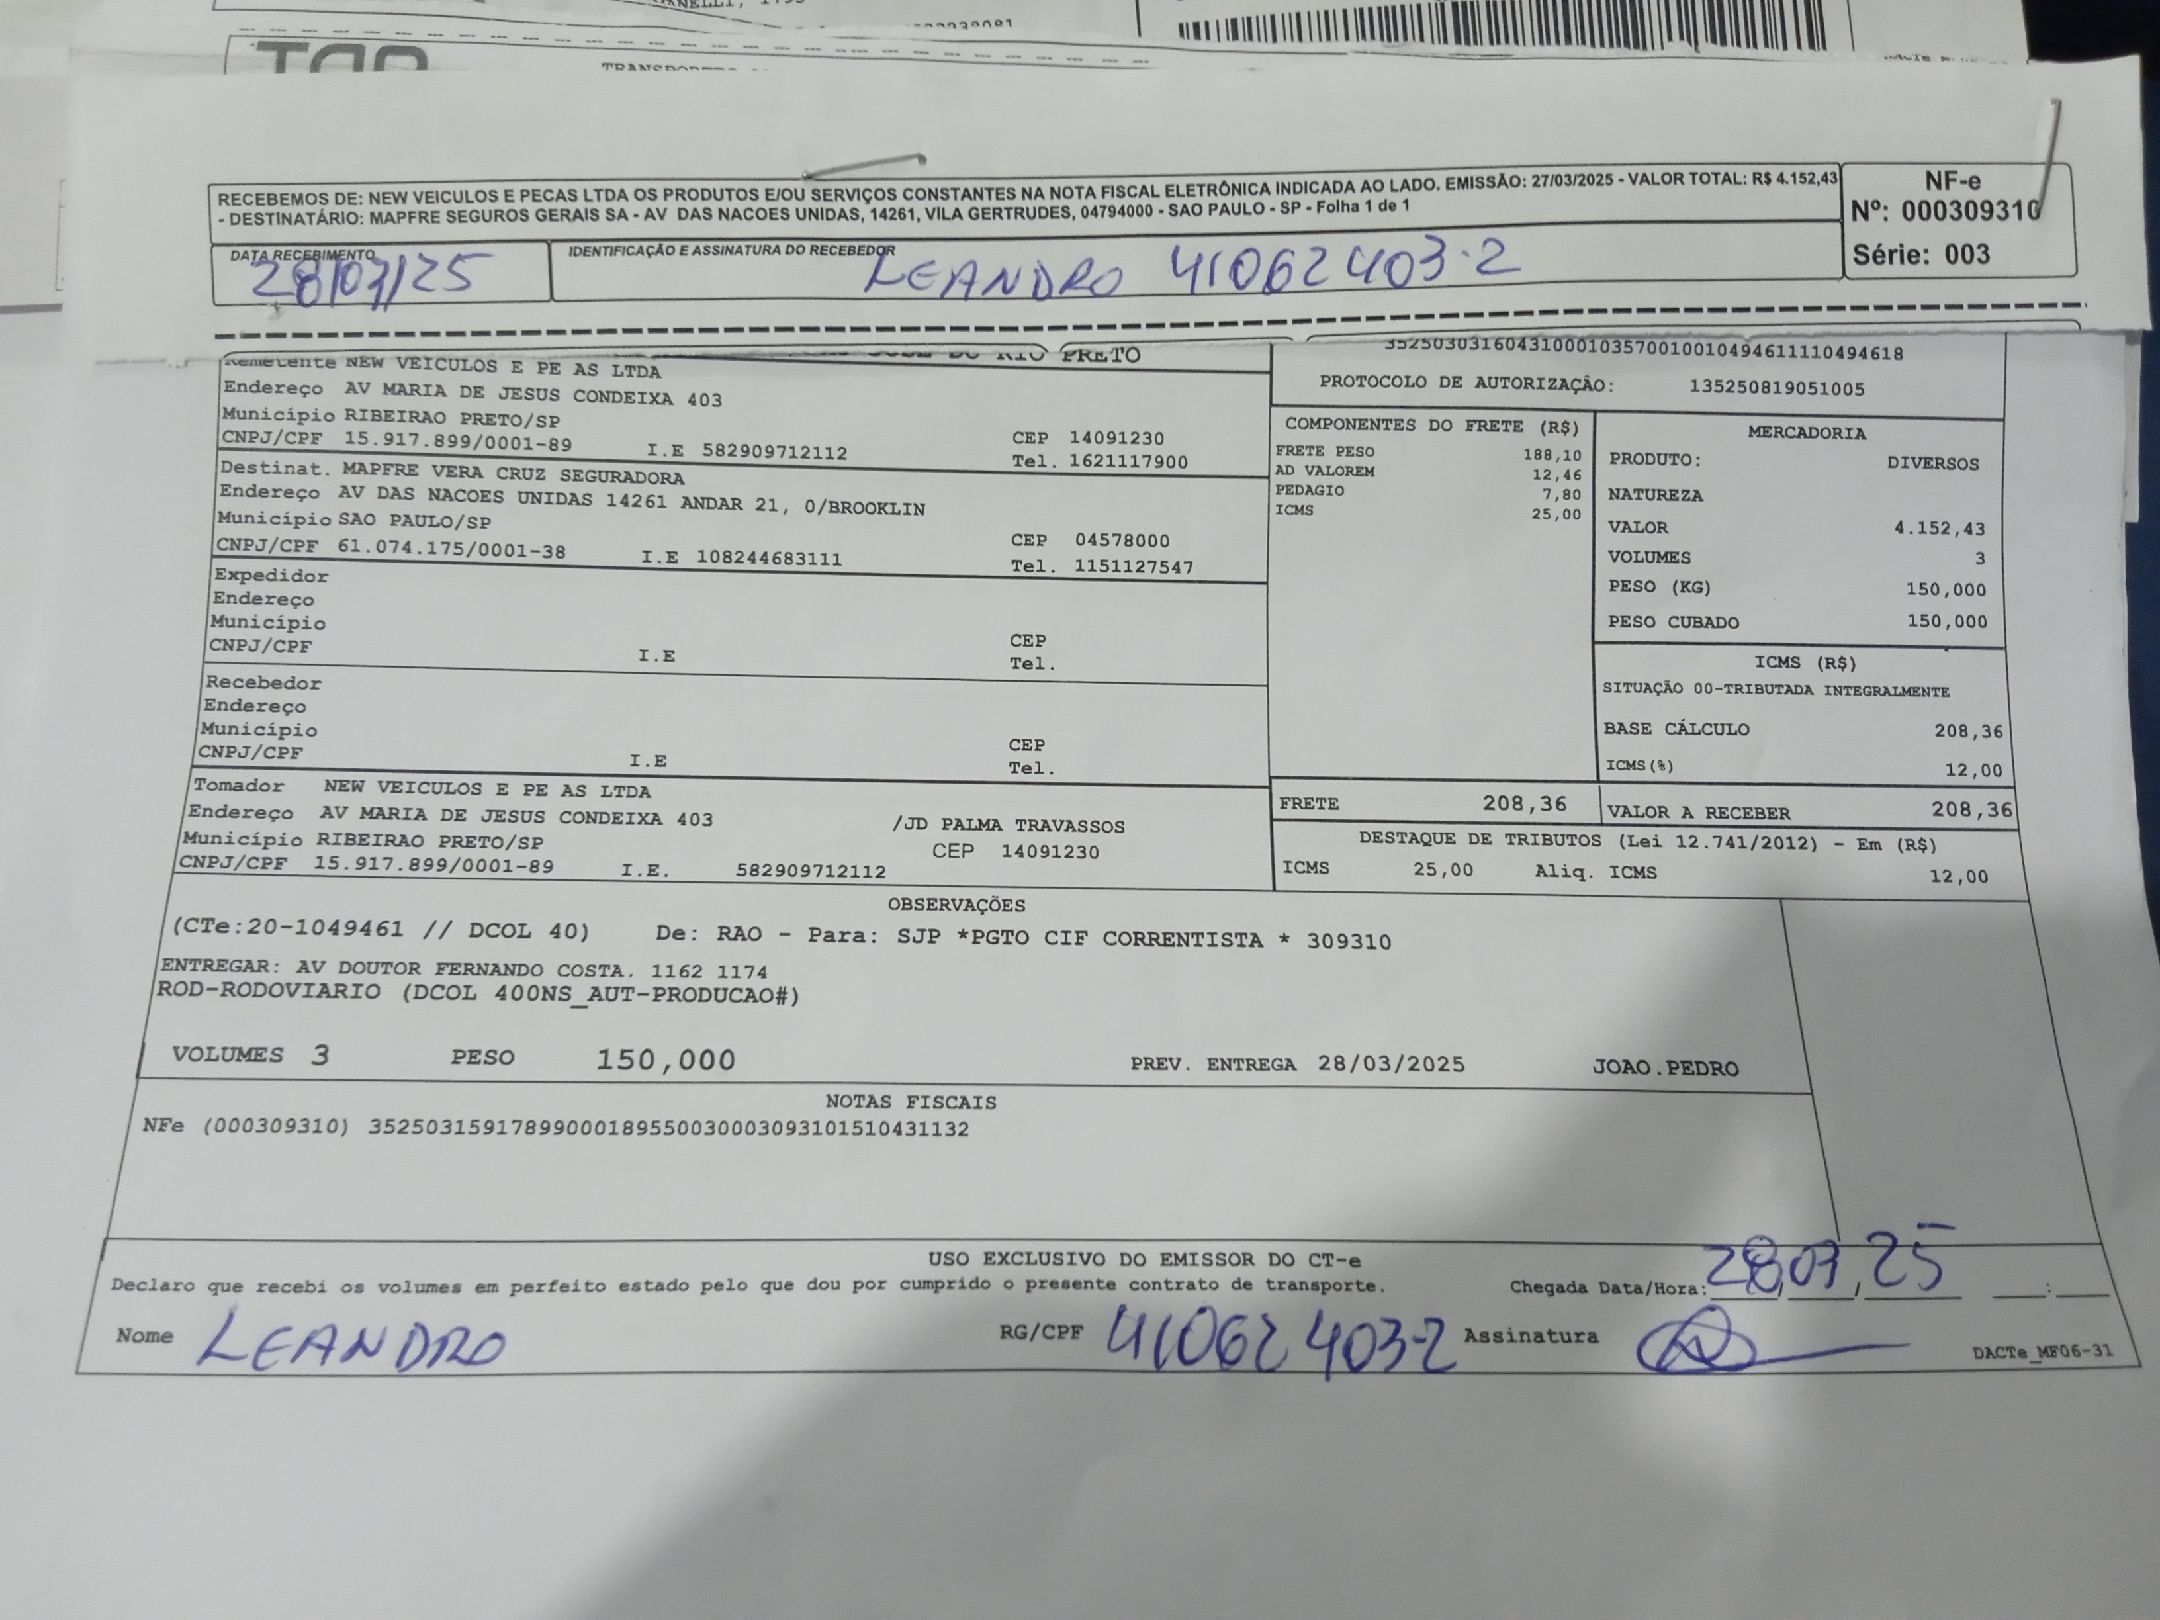 RECEBEMOS DE: NEW VEICULOS E PECAS LTDA OS PRODUTOS E/OU SERVIÇOS CONSTANTES NA NOTA FISCAL ELETRÔNICA INDICADA AO LADO. EMISSÃO: 27/03/2025 - VALOR TOTAL: R$ 4.152,43
- DESTINATÁRIO: MAPFRE SEGUROS GERAIS SA - AV DAS NACOES UNIDAS, 14261, VILA GERTRUDES, 04794000 - SAO PAULO - SP - Folha 1 de 1
NF-e
Nº: 000309310
Série: 003
DATA RECEBIMENTO
28/03/25
IDENTIFICAÇÃO E ASSINATURA DO RECEBEDOR
LEANDRO 41062403-2
RIO PRETO
Remetente NEW VEICULOS E PE AS LTDA
Endereço AV MARIA DE JESUS CONDEIXA 403
Município RIBEIRAO PRETO/SP
CNPJ/CPF 15.917.899/0001-89 I.E 582909712112
CEP 14091230
Tel. 1621117900
Destinat. MAPFRE VERA CRUZ SEGURADORA
Endereço AV DAS NACOES UNIDAS 14261 ANDAR 21, 0/BROOKLIN
Município SAO PAULO/SP
CNPJ/CPF 61.074.175/0001-38 I.E 108244683111
CEP 04578000
Tel. 1151127547
Expedidor
Endereço
Município
CNPJ/CPF I.E
CEP
Tel.
Recebedor
Endereço
Município
CNPJ/CPF I.E
CEP
Tel.
Tomador NEW VEICULOS E PE AS LTDA
Endereço AV MARIA DE JESUS CONDEIXA 403 /JD PALMA TRAVASSOS
Município RIBEIRAO PRETO/SP CEP 14091230
CNPJ/CPF 15.917.899/0001-89 I.E. 582909712112
35250303160431000103570010010494611110494618
PROTOCOLO DE AUTORIZAÇÃO: 135250819051005
COMPONENTES DO FRETE (R$)
FRETE PESO 188,10
AD VALOREM 12,46
PEDAGIO 7,80
ICMS 25,00
MERCADORIA
PRODUTO: DIVERSOS
NATUREZA
VALOR 4.152,43
VOLUMES 3
PESO (KG) 150,000
PESO CUBADO 150,000
ICMS (R$)
SITUAÇÃO 00-TRIBUTADA INTEGRALMENTE
BASE CÁLCULO 208,36
ICMS(%) 12,00
FRETE 208,36 VALOR A RECEBER 208,36
DESTAQUE DE TRIBUTOS (Lei 12.741/2012) - Em (R$)
ICMS 25,00 Aliq. ICMS 12,00
OBSERVAÇÕES
(CTe:20-1049461 // DCOL 40) De: RAO - Para: SJP *PGTO CIF CORRENTISTA * 309310
ENTREGAR: AV DOUTOR FERNANDO COSTA. 1162 1174
ROD-RODOVIARIO (DCOL 400NS_AUT-PRODUCAO#)
VOLUMES 3 PESO 150,000 PREV. ENTREGA 28/03/2025 JOAO.PEDRO
NOTAS FISCAIS
NFe (000309310) 35250315917899000189550030003093101510431132
USO EXCLUSIVO DO EMISSOR DO CT-e
Declaro que recebi os volumes em perfeito estado pelo que dou por cumprido o presente contrato de transporte.
Chegada Data/Hora: 28/03/25 __:__
Nome LEANDRO RG/CPF 41062403-2 Assinatura
DACTe_MF06-31